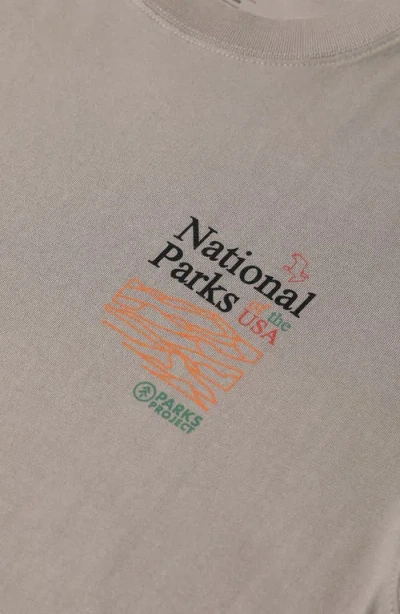 National
Parks of the
USA
PARKS
PROJECT